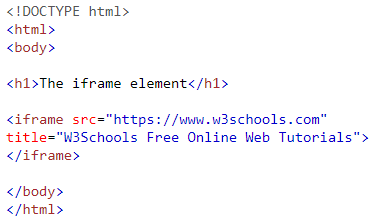 <!DOCTYPE html>
<html>
<body>
<h1>The iframe element</h1>
<iframe src="https://www.w3schools.com"
title="W3Schools Free Online Web Tutorials">
</iframe>
</body>
</html>